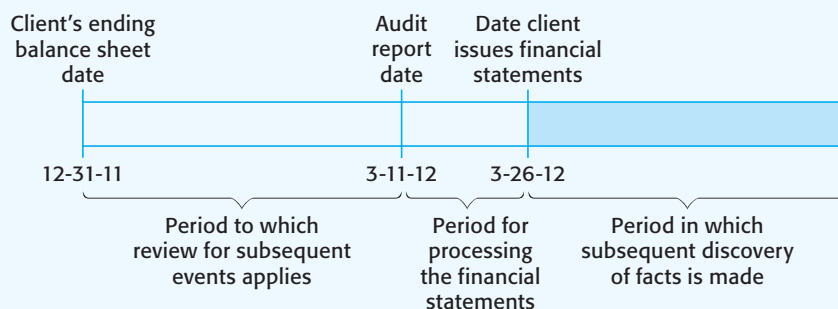 Client's ending
balance sheet
date
Audit
report
date
Date client
issues financial
statements
12-31-11
3-11-12
3-26-12
Period to which
review for subsequent
events applies
Period for
processing
the financial
statements
Period in which
subsequent discovery
of facts is made